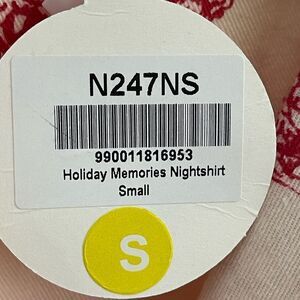 N247NS
990011816953
Holiday Memories Nightshirt
Small
S